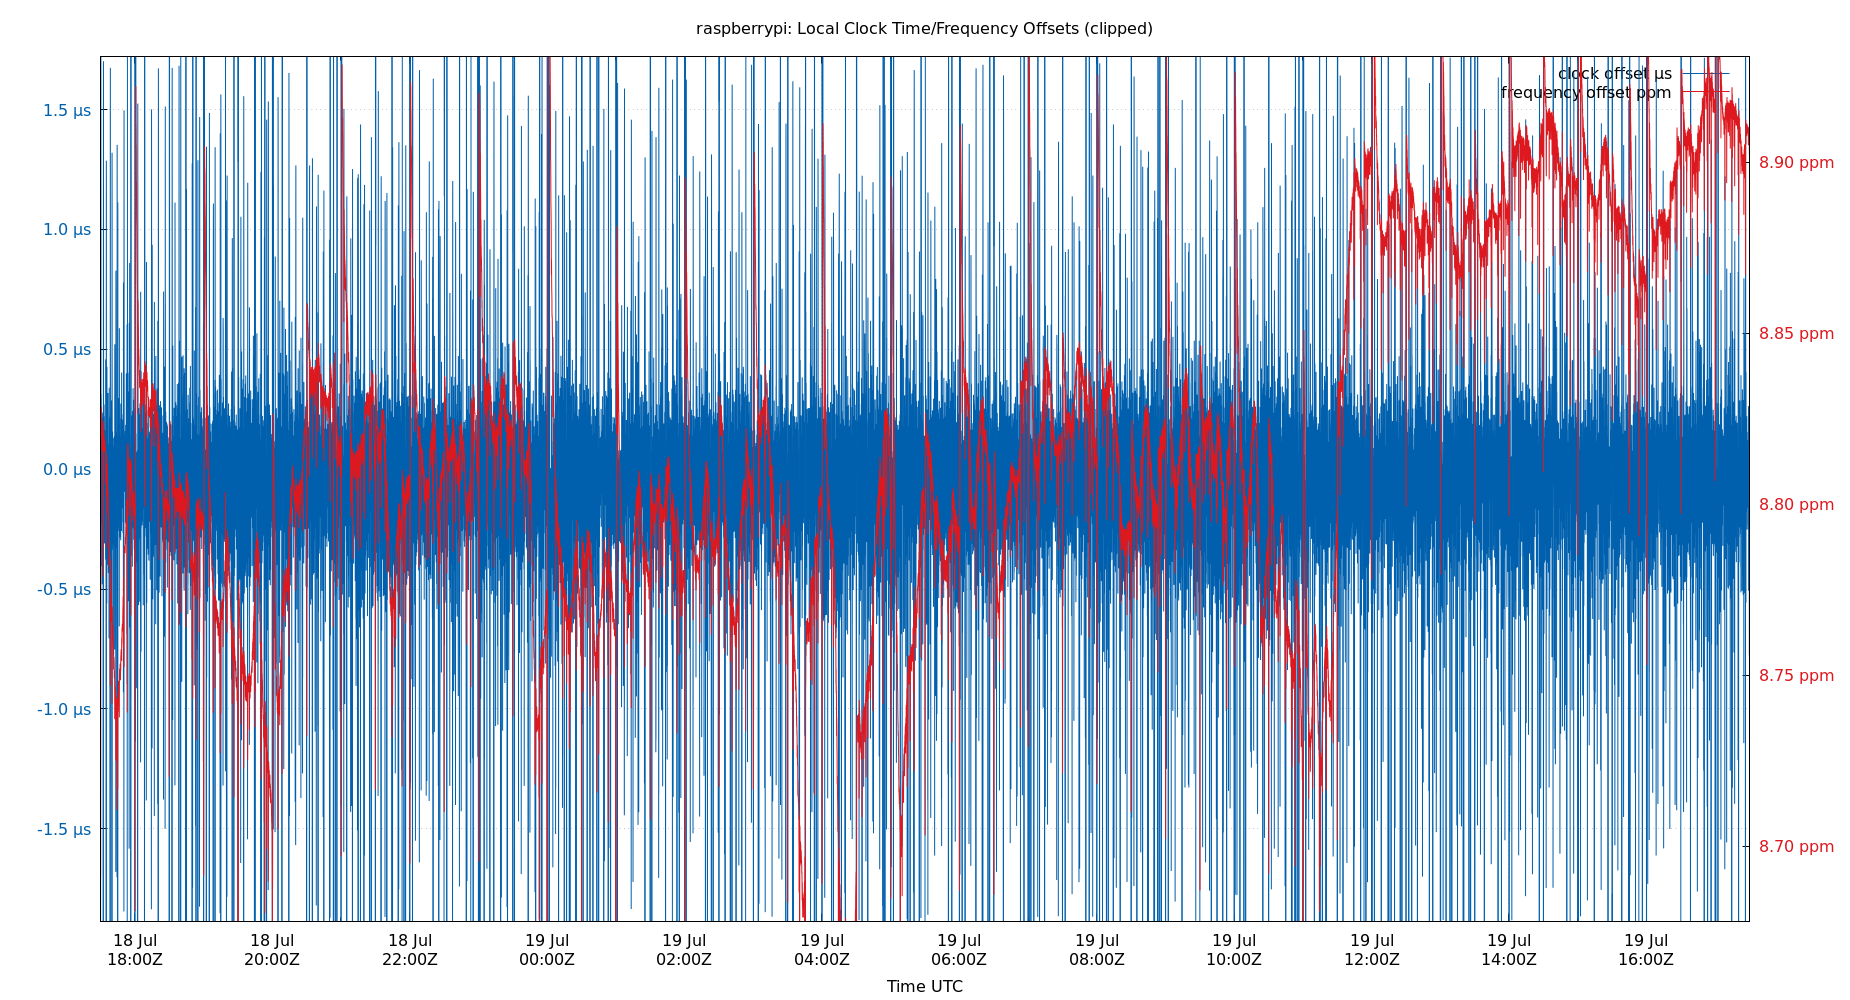 raspberrypi: Local Clock Time/Frequency Offsets (clipped)
clock offset µs
frequency offset ppm
1.5 µs
1.0 µs
0.5 µs
0.0 µs
-0.5 µs
-1.0 µs
-1.5 µs
8.90 ppm
8.85 ppm
8.80 ppm
8.75 ppm
8.70 ppm
18 Jul 18 Jul 18 Jul 19 Jul 19 Jul 19 Jul 19 Jul 19 Jul 19 Jul 19 Jul 19 Jul 19 Jul
18:00Z 20:00Z 22:00Z 00:00Z 02:00Z 04:00Z 06:00Z 08:00Z 10:00Z 12:00Z 14:00Z 16:00Z
Time UTC